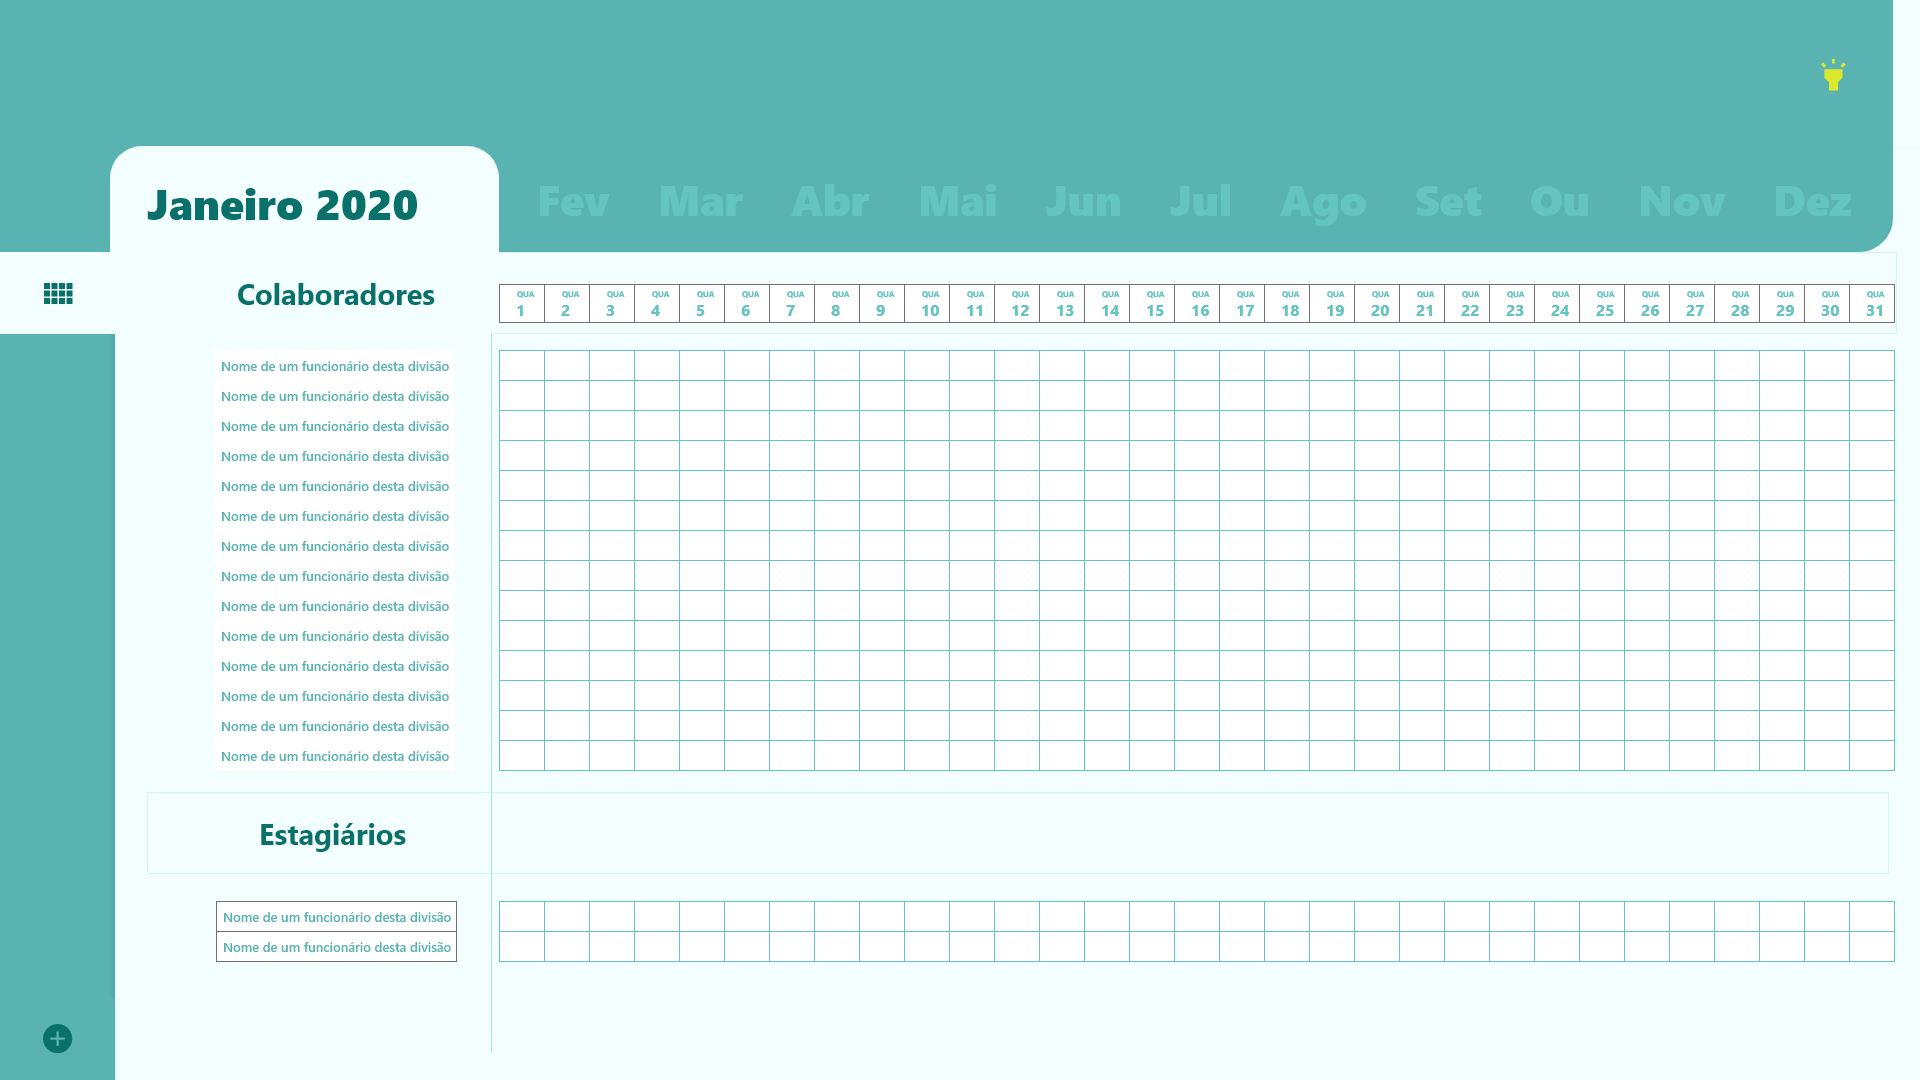 Janeiro 2020 Fev Mar Abr Mai Jun Jul Ago Set Ou Nov Dez
Colaboradores
QUA QUA QUA QUA QUA QUA QUA QUA QUA QUA QUA QUA QUA QUA QUA QUA QUA QUA QUA QUA QUA QUA QUA QUA QUA QUA QUA QUA QUA QUA QUA
1 2 3 4 5 6 7 8 9 10 11 12 13 14 15 16 17 18 19 20 21 22 23 24 25 26 27 28 29 30 31
Nome de um funcionário desta divisão
Nome de um funcionário desta divisão
Nome de um funcionário desta divisão
Nome de um funcionário desta divisão
Nome de um funcionário desta divisão
Nome de um funcionário desta divisão
Nome de um funcionário desta divisão
Nome de um funcionário desta divisão
Nome de um funcionário desta divisão
Nome de um funcionário desta divisão
Nome de um funcionário desta divisão
Nome de um funcionário desta divisão
Nome de um funcionário desta divisão
Nome de um funcionário desta divisão
Estagiários
Nome de um funcionário desta divisão
Nome de um funcionário desta divisão